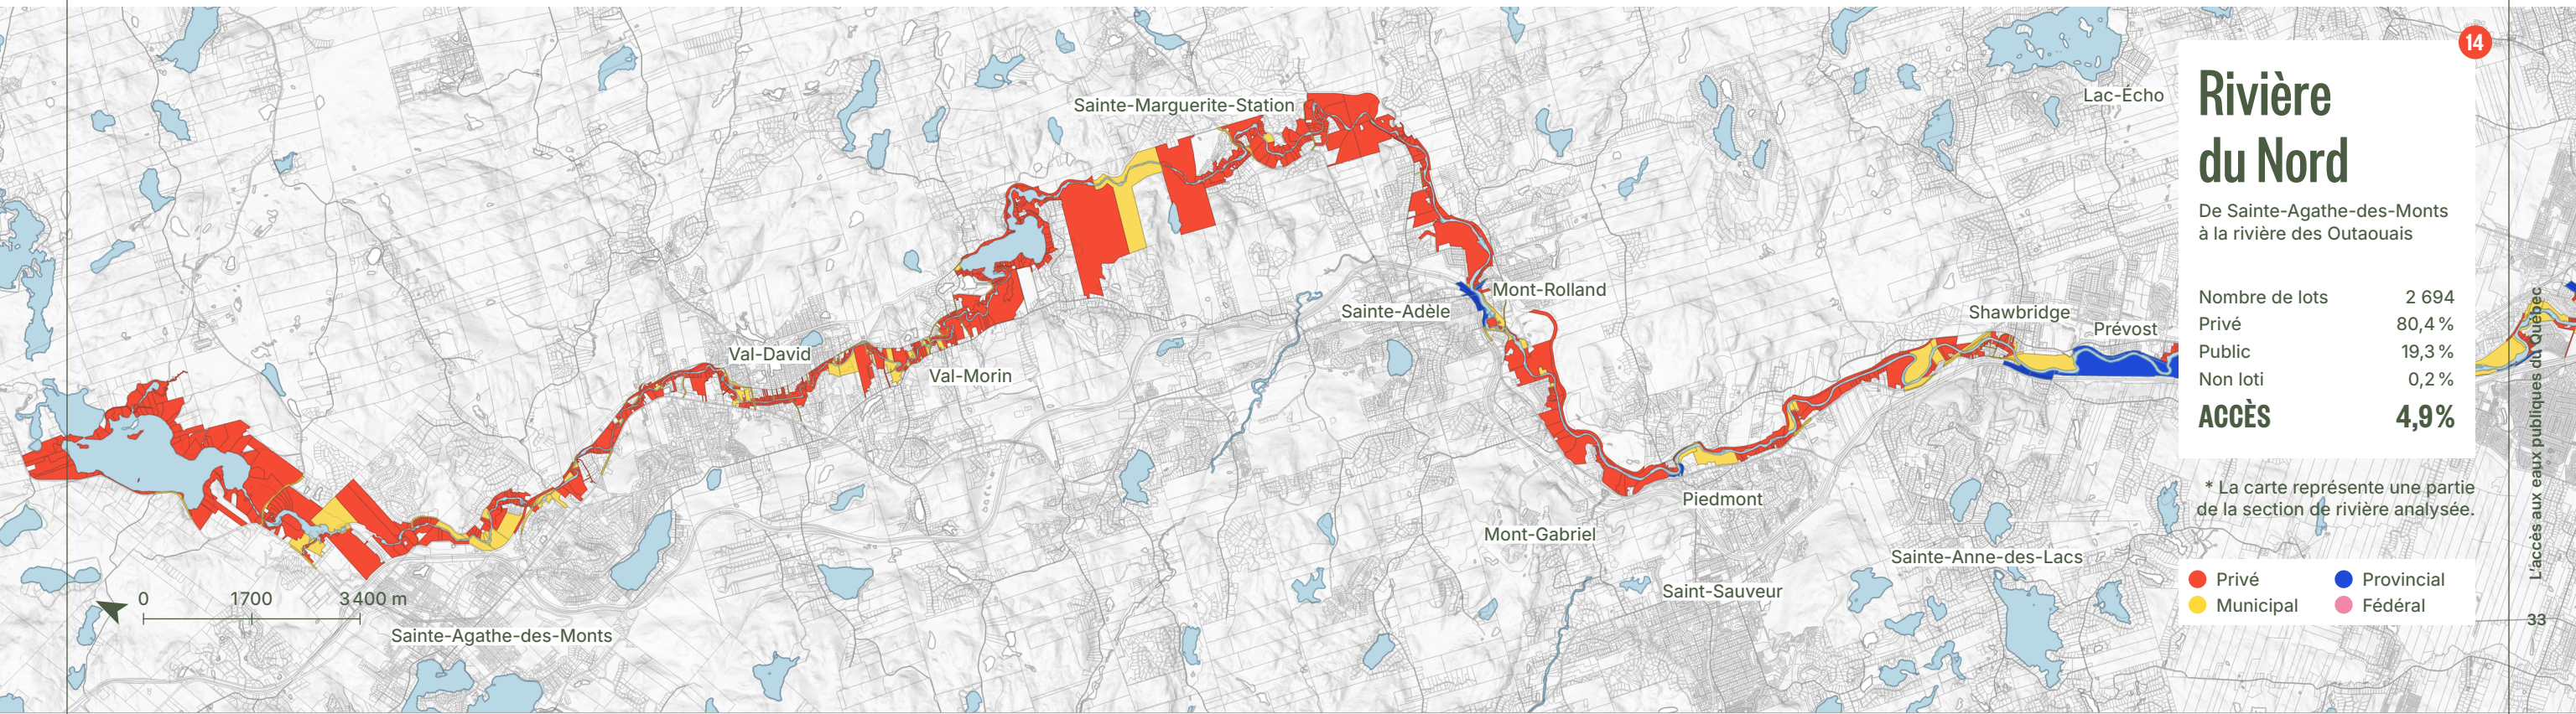 14
Rivière
du Nord
De Sainte-Agathe-des-Monts
à la rivière des Outaouais
Nombre de lots 2 694
Privé 80,4 %
Public 19,3 %
Non loti 0,2 %
ACCÈS 4,9%
* La carte représente une partie
de la section de rivière analysée.
Privé
Provincial
Municipal
Fédéral
Sainte-Marguerite-Station
Lac-Écho
Mont-Rolland
Sainte-Adèle
Shawbridge
Prévost
Val-David
Val-Morin
Piedmont
Mont-Gabriel
Sainte-Anne-des-Lacs
Saint-Sauveur
0 1700 3 400 m
Sainte-Agathe-des-Monts
L'accès aux eaux publiques du Québec
33